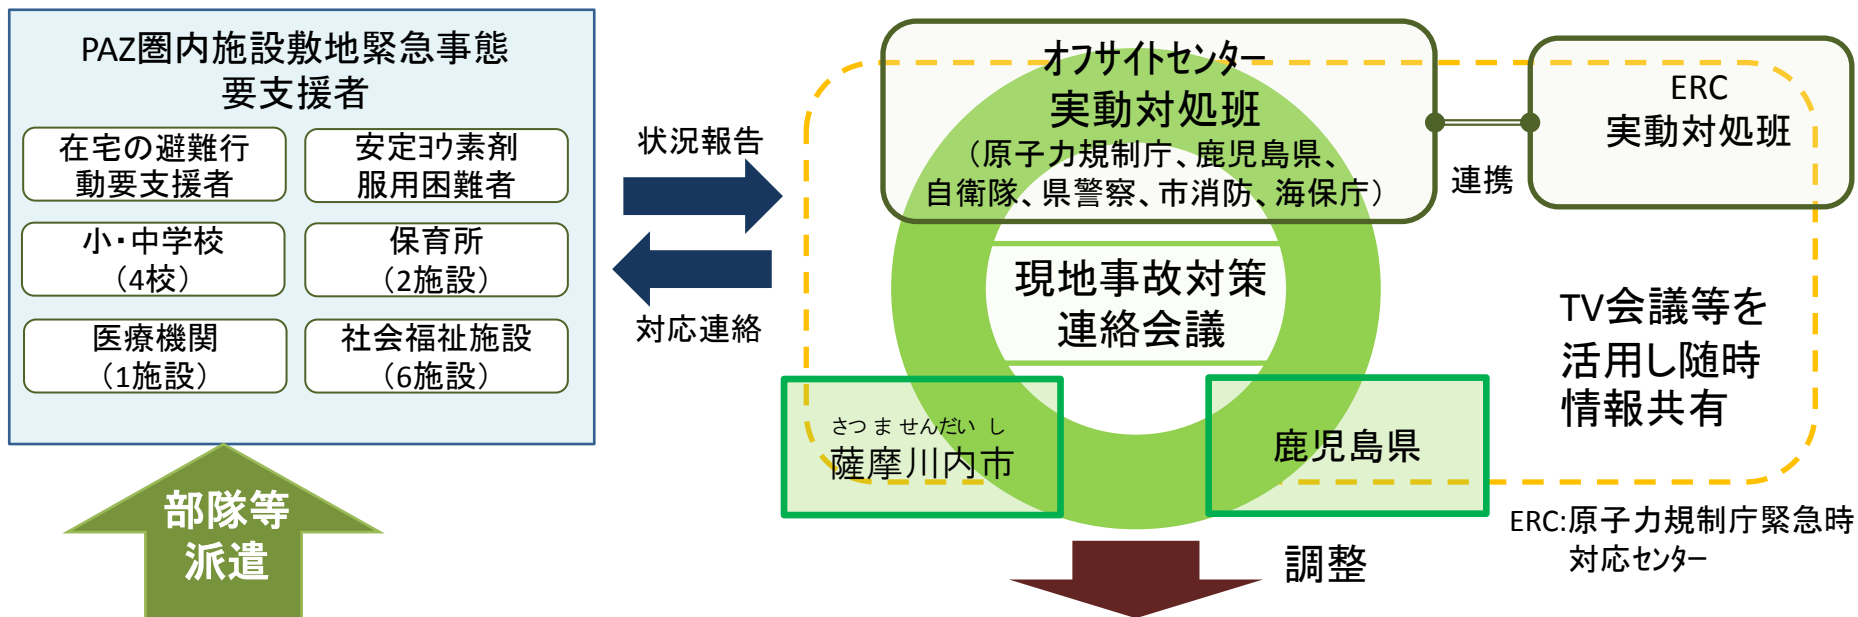 PAZ圏内施設敷地緊急事態
要支援者
在宅の避難行
動要支援者
安定ヨウ素剤
服用困難者
小・中学校
（4校）
保育所
（2施設）
医療機関
（1施設）
社会福祉施設
（6施設）
部隊等
派遣
状況報告
対応連絡
オフサイトセンター
実動対処班
（原子力規制庁、鹿児島県、
自衛隊、県警察、市消防、海保庁）
連携
ERC
実動対処班
現地事故対策
連絡会議
TV会議等を
活用し随時
情報共有
さつ ま せんだい し
薩摩川内市
鹿児島県
調整
ERC:原子力規制庁緊急時
対応センター